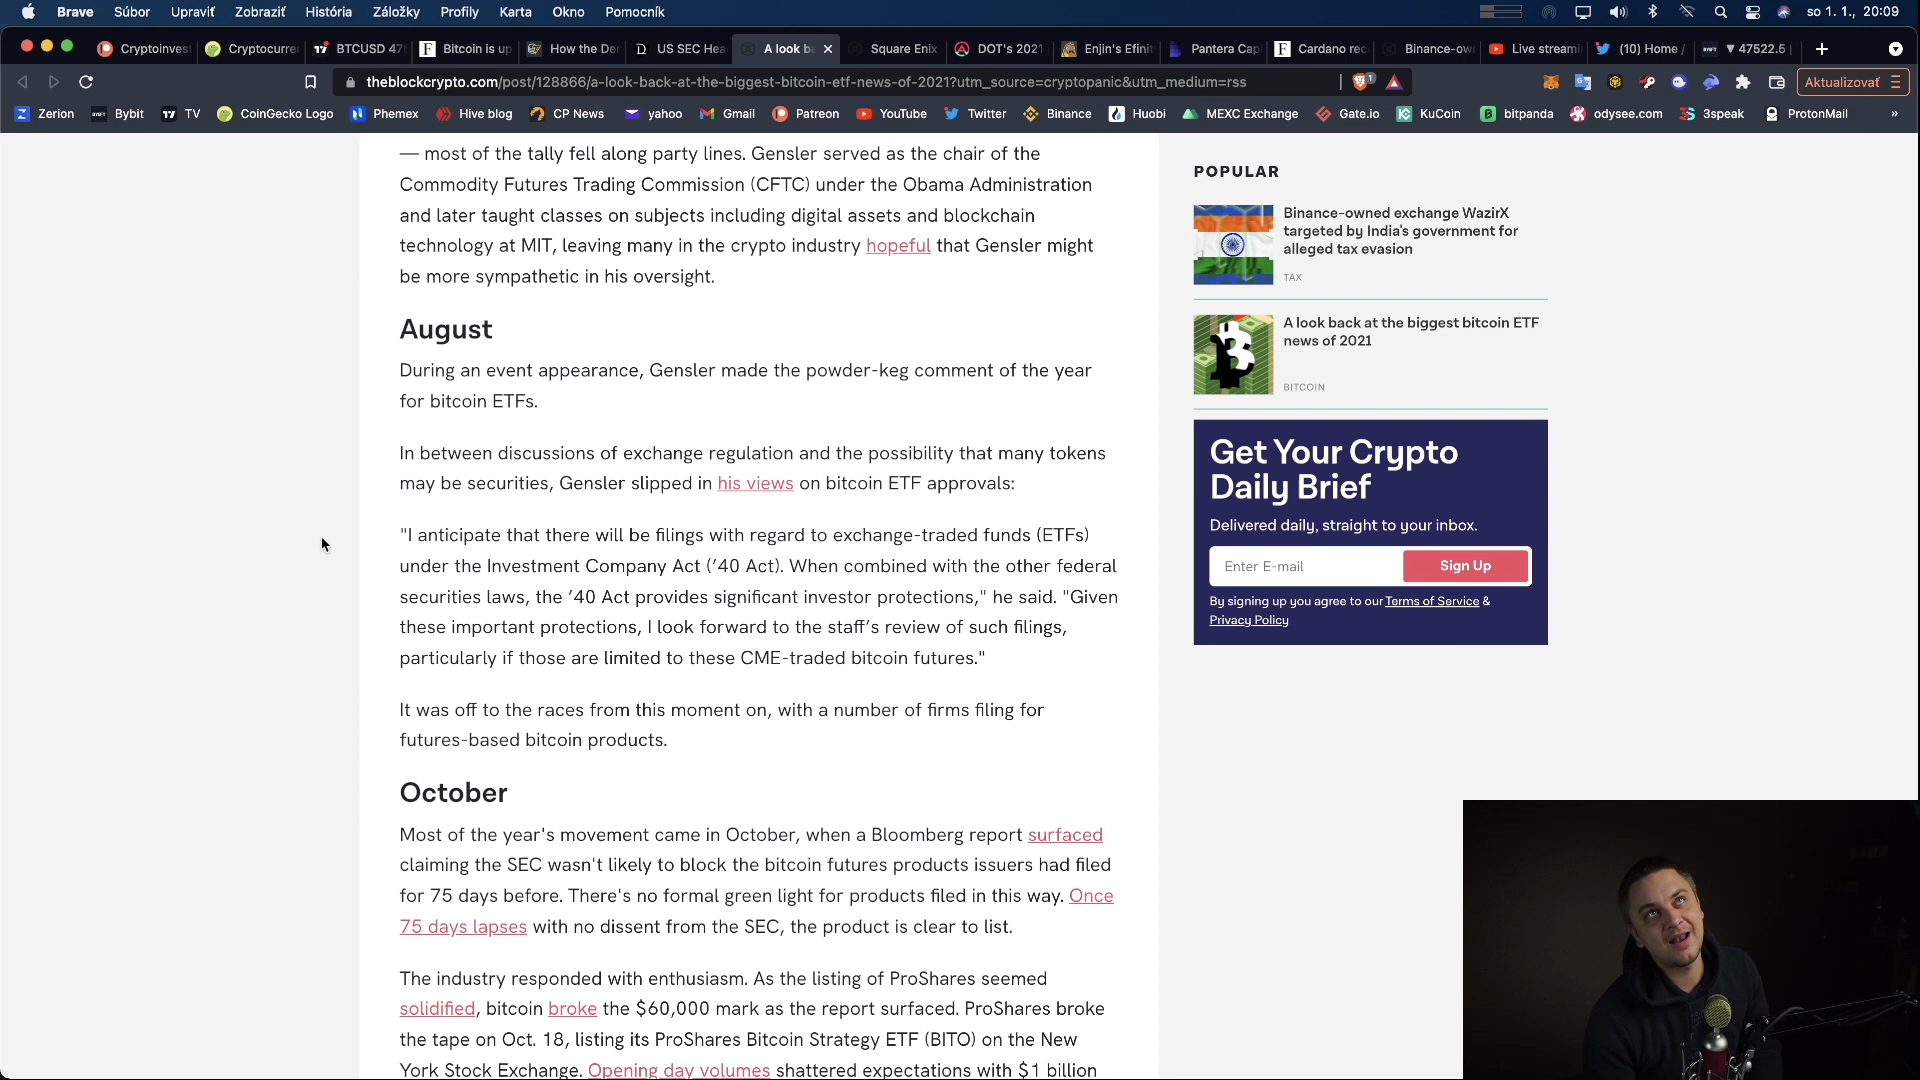 Brave Súbor Upraviť Zobraziť História Záložky Profily Karta Okno Pomocník so 1. 1., 20:09
Cryptoinvest Cryptocurre BTCUSD 47 Bitcoin is up How the De US SEC Hea A look b Square Enix DOT's 2021 Enjin's Efinit Pantera Cap Cardano rec Binance-ow Live streami (10) Home / ▼ 47522.5
theblockcrypto.com/post/128866/a-look-back-at-the-biggest-bitcoin-etf-news-of-2021?utm_source=cryptopanic&utm_medium=rss 1 Aktualizovať
Zerion Bybit TV CoinGecko Logo Phemex Hive blog CP News yahoo Gmail Patreon YouTube Twitter Binance Huobi MEXC Exchange Gate.io KuCoin bitpanda odysee.com 3speak ProtonMail »
— most of the tally fell along party lines. Gensler served as the chair of the
Commodity Futures Trading Commission (CFTC) under the Obama Administration
and later taught classes on subjects including digital assets and blockchain
technology at MIT, leaving many in the crypto industry hopeful that Gensler might
be more sympathetic in his oversight.
August
During an event appearance, Gensler made the powder-keg comment of the year
for bitcoin ETFs.
In between discussions of exchange regulation and the possibility that many tokens
may be securities, Gensler slipped in his views on bitcoin ETF approvals:
"I anticipate that there will be filings with regard to exchange-traded funds (ETFs)
under the Investment Company Act (’40 Act). When combined with the other federal
securities laws, the ’40 Act provides significant investor protections," he said. "Given
these important protections, I look forward to the staff’s review of such filings,
particularly if those are limited to these CME-traded bitcoin futures."
It was off to the races from this moment on, with a number of firms filing for
futures-based bitcoin products.
October
Most of the year's movement came in October, when a Bloomberg report surfaced
claiming the SEC wasn't likely to block the bitcoin futures products issuers had filed
for 75 days before. There's no formal green light for products filed in this way. Once
75 days lapses with no dissent from the SEC, the product is clear to list.
The industry responded with enthusiasm. As the listing of ProShares seemed
solidified, bitcoin broke the $60,000 mark as the report surfaced. ProShares broke
the tape on Oct. 18, listing its ProShares Bitcoin Strategy ETF (BITO) on the New
York Stock Exchange. Opening day volumes shattered expectations with $1 billion
POPULAR
Binance-owned exchange WazirX
targeted by India's government for
alleged tax evasion
TAX
A look back at the biggest bitcoin ETF
news of 2021
BITCOIN
Get Your Crypto
Daily Brief
Delivered daily, straight to your inbox.
Enter E-mail Sign Up
By signing up you agree to our Terms of Service &
Privacy Policy